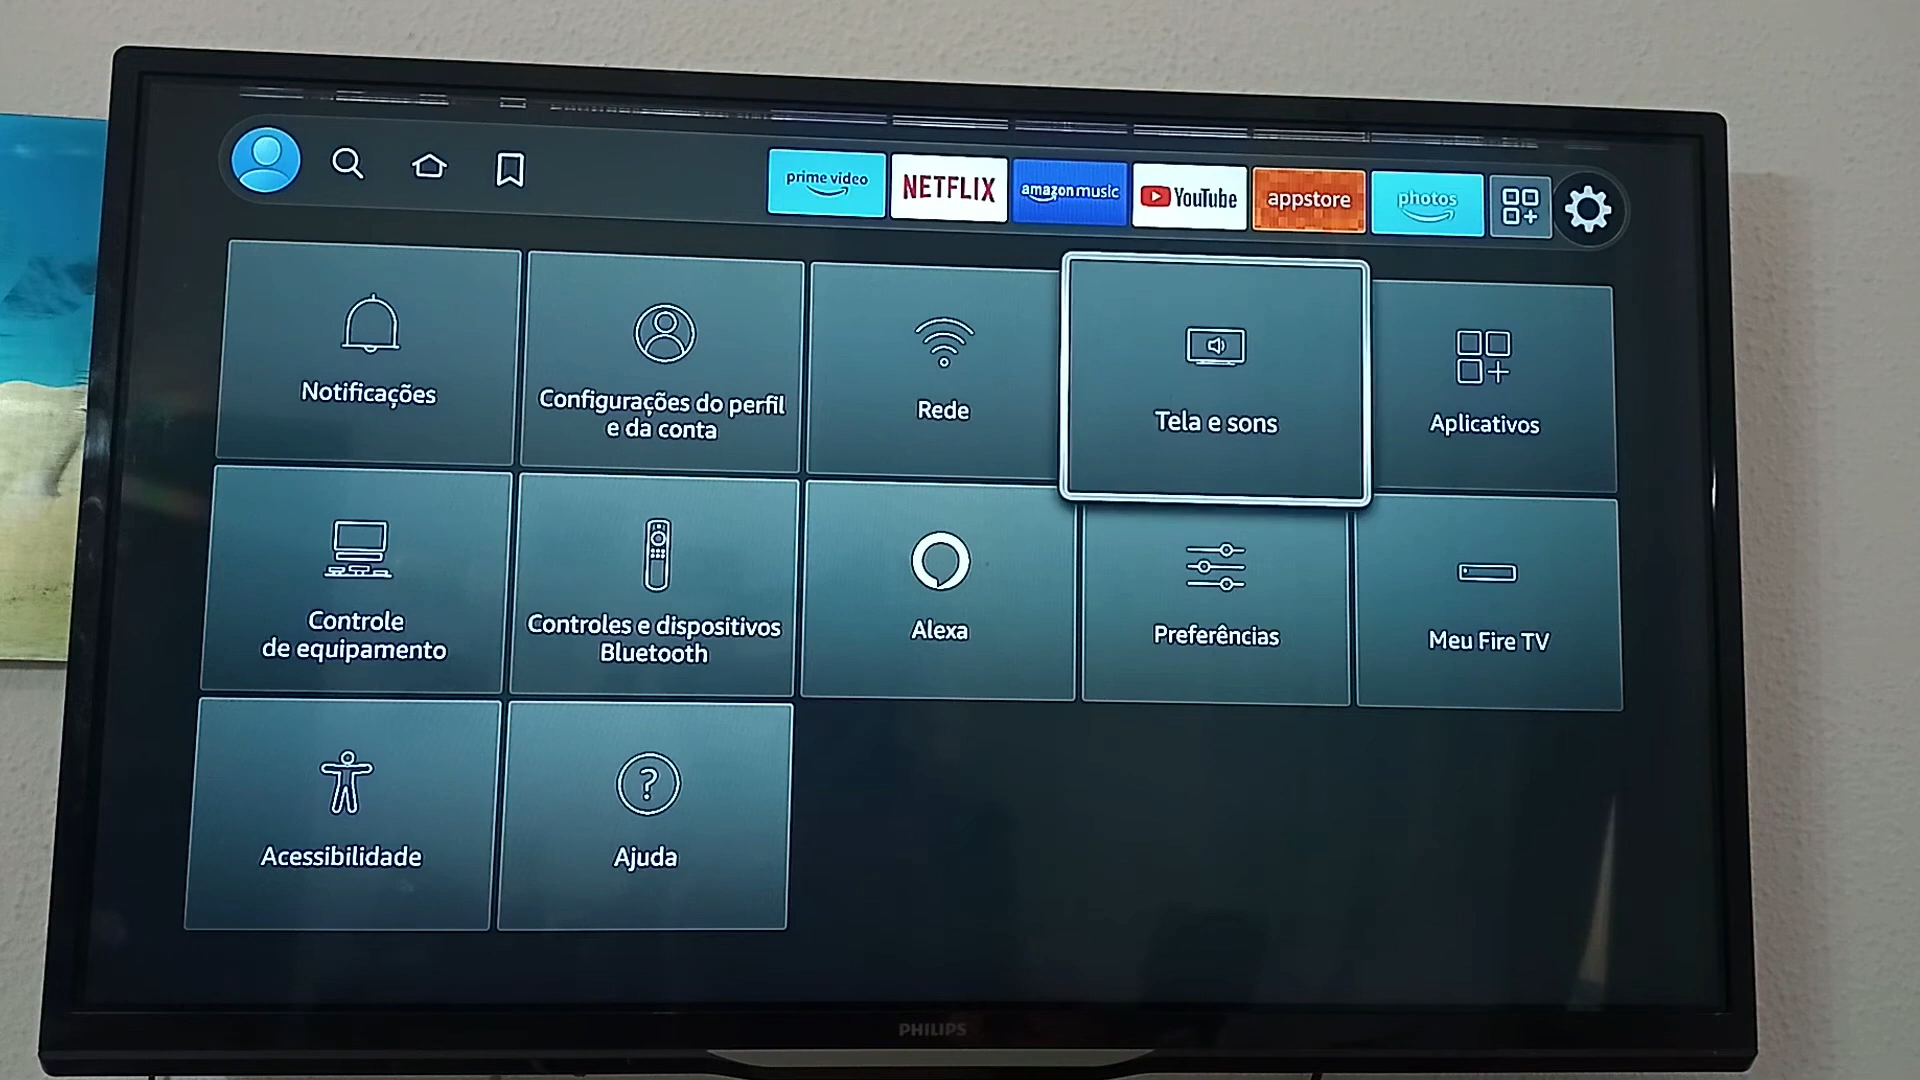 prime video
NETFLIX
amazon music
YouTube
appstore
photos
Notificações
Configurações do perfil
e da conta
Rede
Tela e sons
Aplicativos
Controle
de equipamento
Controles e dispositivos
Bluetooth
Alexa
Preferências
Meu Fire TV
Acessibilidade
?
Ajuda
PHILIPS